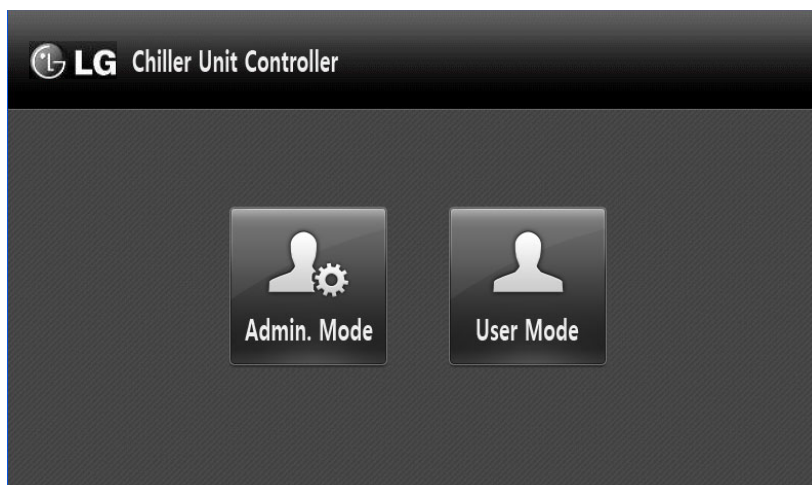 LG Chiller Unit Controller
Admin. Mode
User Mode